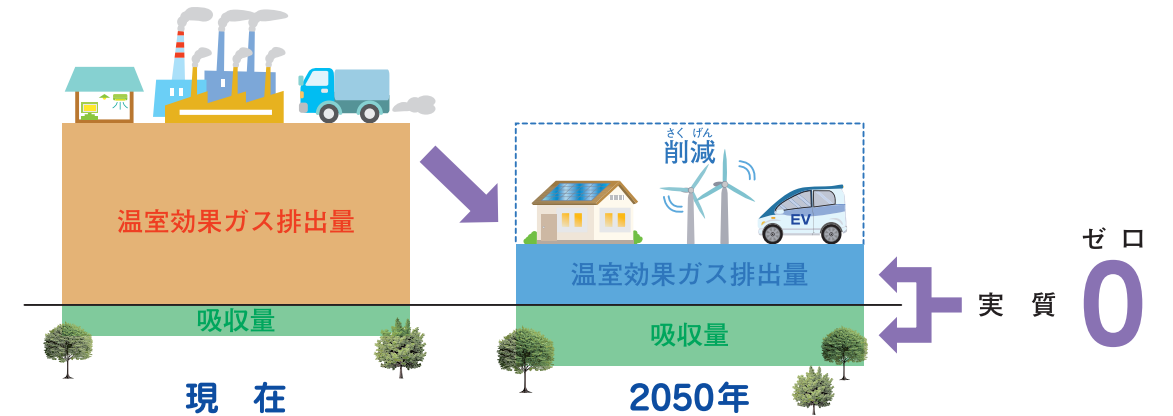 温室効果ガス排出量
吸収量
現 在
さく げん
削減
EV
温室効果ガス排出量
吸収量
2050年
ゼロ
実 質 0